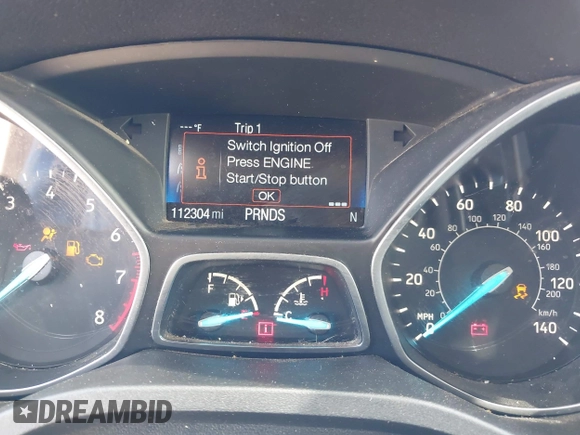 --- °F Trip 1
Switch Ignition Off
Press ENGINE
Start/Stop button
OK
112304 mi PRNDS N
3 4 5 6 7 8
F E
H C
20 40 60 80 100 120 140
0 20 40 60 80 100 120 140 160 180 200
MPH km/h
0
DREAMBID